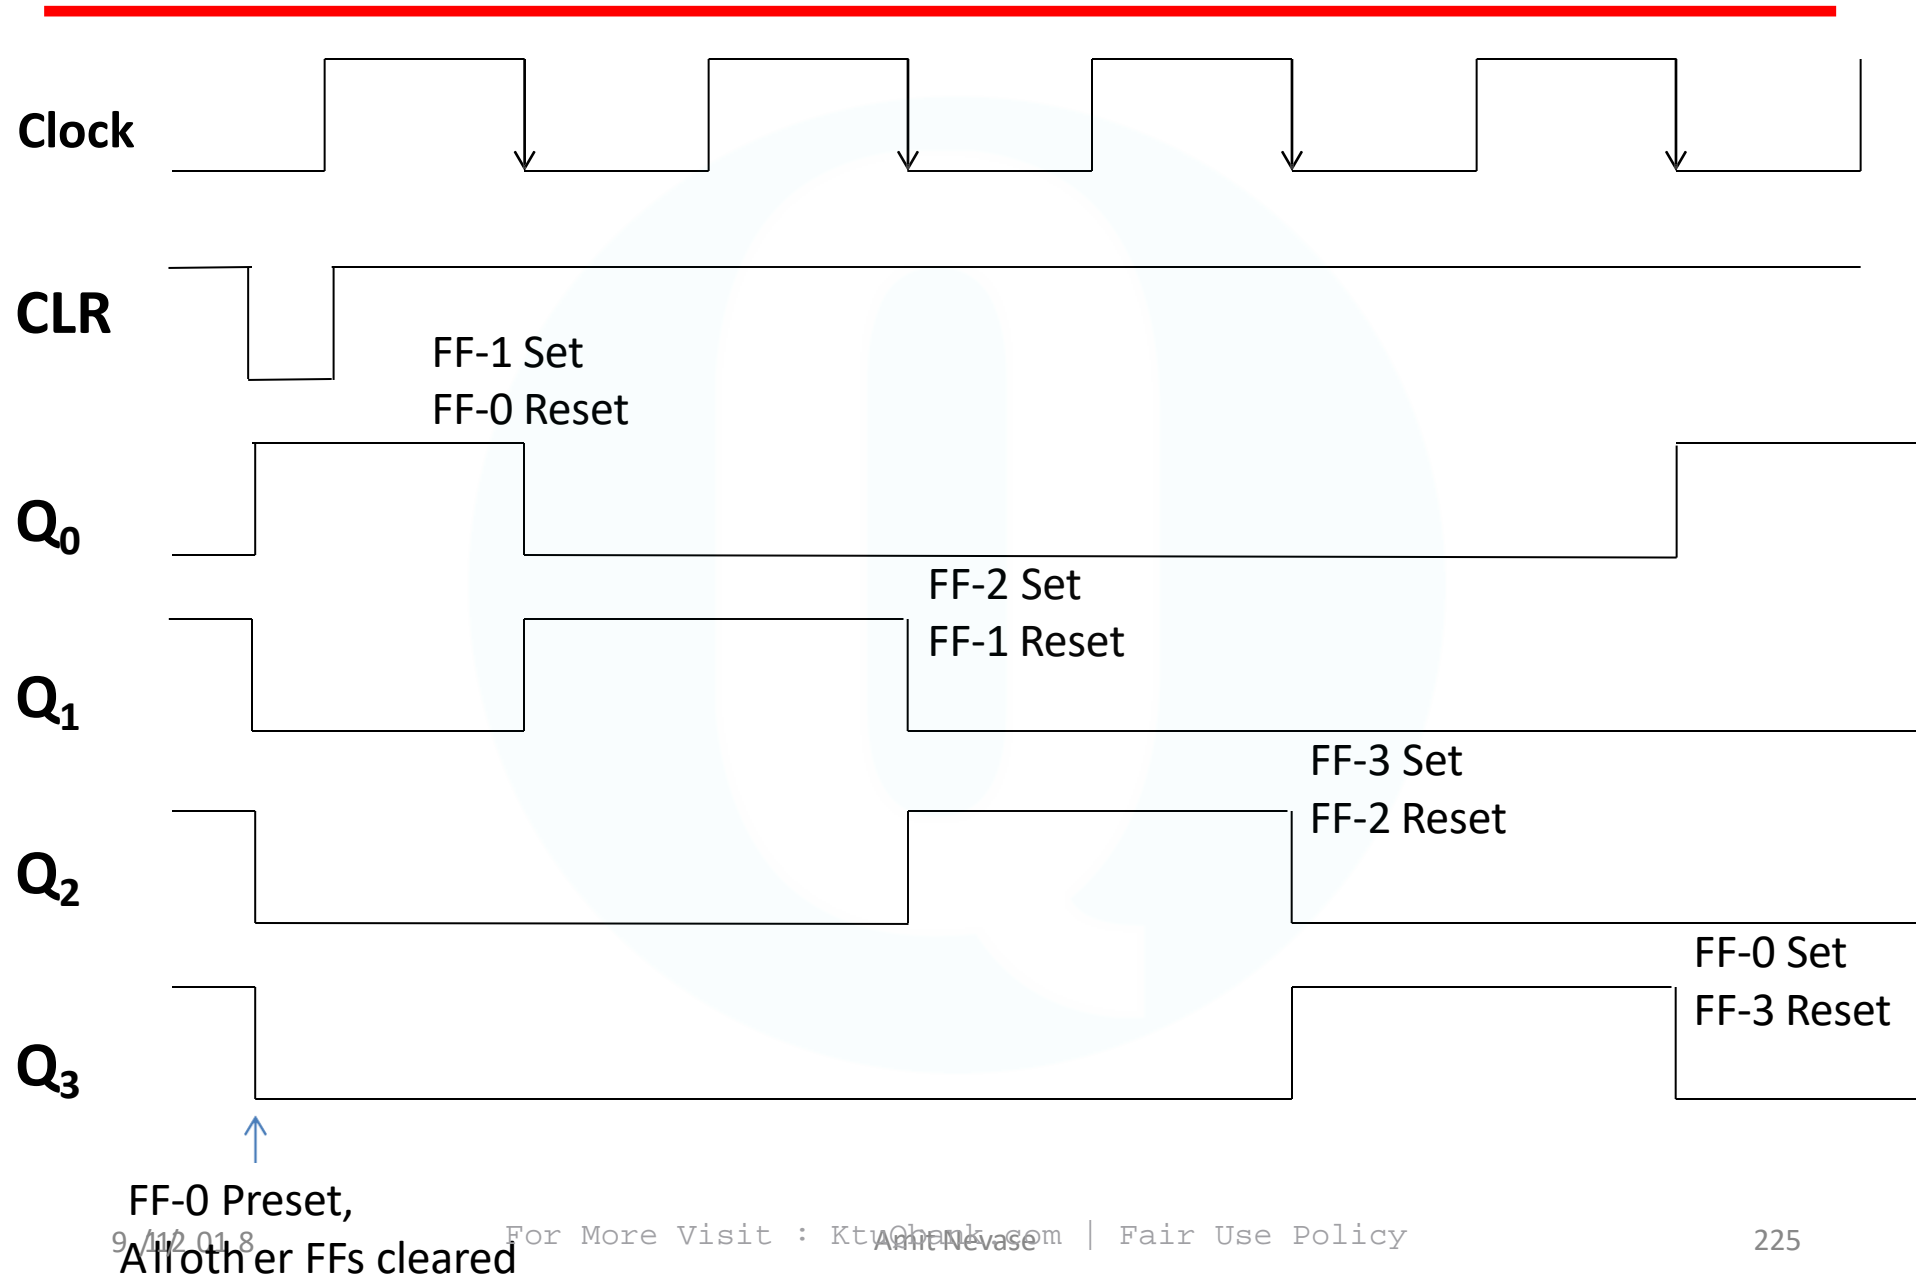 Clock
CLR
FF-1 Set
FF-0 Reset
Q0
FF-2 Set
FF-1 Reset
Q1
FF-3 Set
FF-2 Reset
Q2
FF-0 Set
FF-3 Reset
Q3
FF-0 Preset,
All other FFs cleared
For More Visit : KtuQbank.com | Fair Use Policy
Amit Nevase
225